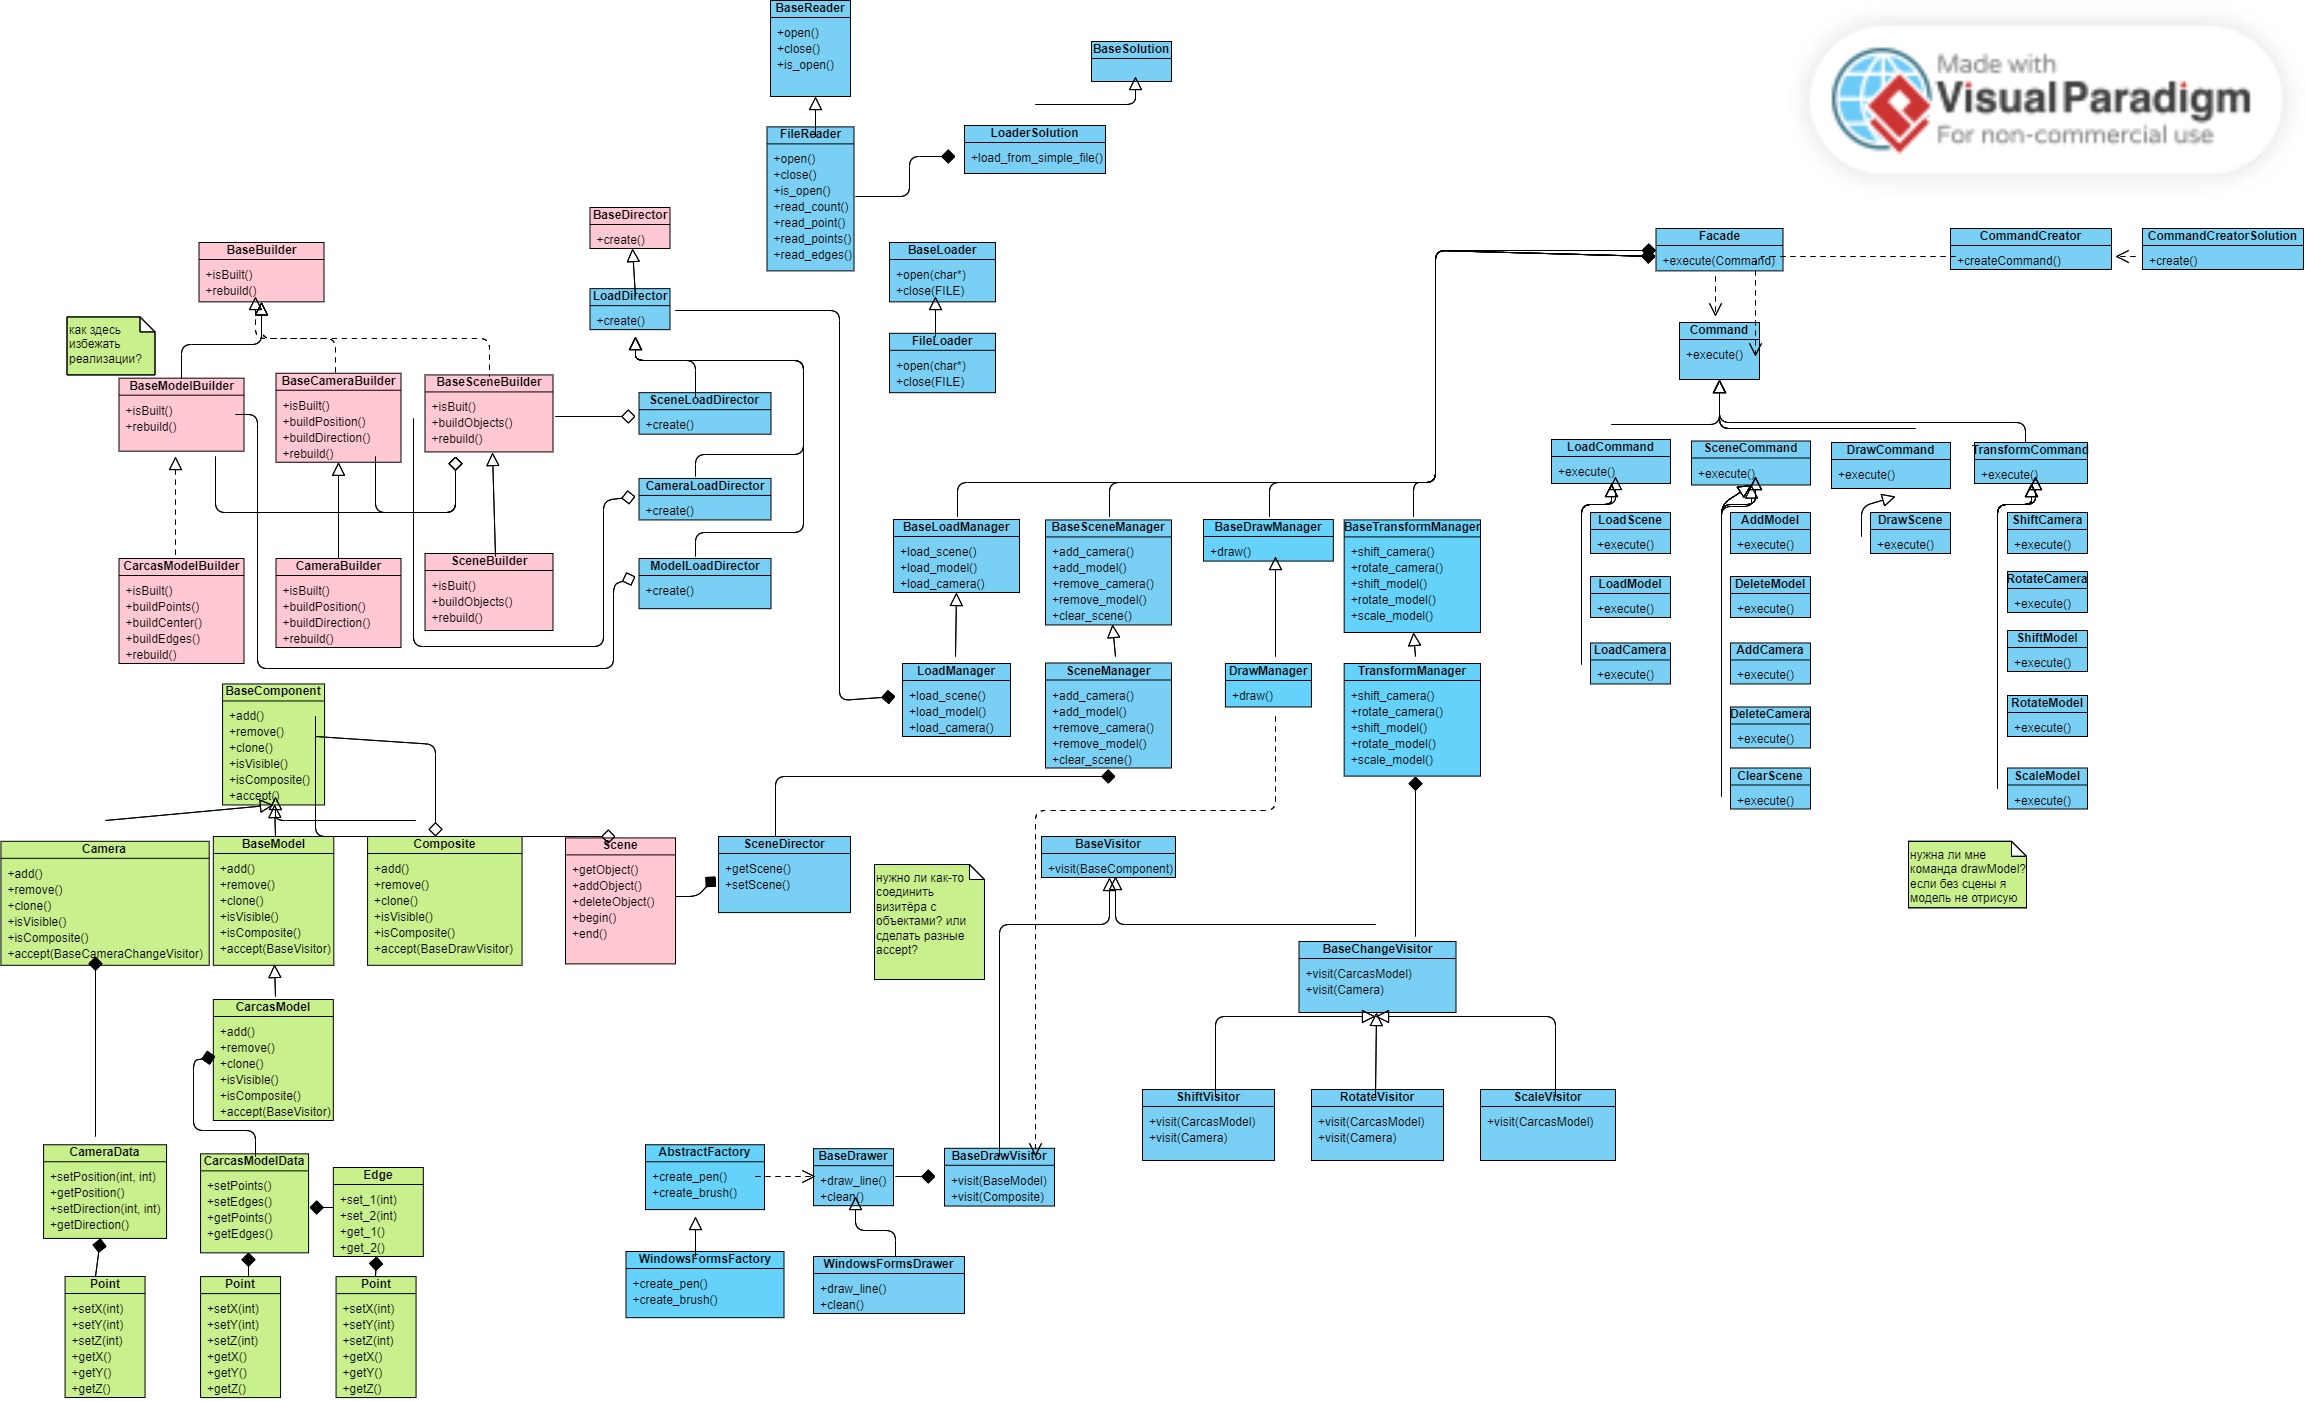 BaseReader
+open()
+close()
+is_open()
BaseSolution
Made with
Visual Paradigm
For non-commercial use
FileReader
+open()
+close()
+is_open()
+read_count()
+read_point()
+read_points()
+read_edges()
LoaderSolution
+load_from_simple_file()
BaseDirector
+create()
BaseBuilder
+isBuilt()
+rebuild()
BaseLoader
+open(char*)
+close(FILE)
Facade
+execute(Command)
CommandCreator
+createCommand()
CommandCreatorSolution
+create()
LoadDirector
+create()
как здесь
избежать
реализации?
FileLoader
+open(char*)
+close(FILE)
Command
+execute()
BaseModelBuilder
+isBuilt()
+rebuild()
BaseCameraBuilder
+isBuilt()
+buildPosition()
+buildDirection()
+rebuild()
BaseSceneBuilder
+isBuit()
+buildObjects()
+rebuild()
SceneLoadDirector
+create()
CameraLoadDirector
+create()
ModelLoadDirector
+create()
LoadCommand
+execute()
SceneCommand
+execute()
DrawCommand
+execute()
TransformCommand
+execute()
CarcasModelBuilder
+isBuilt()
+buildPoints()
+buildCenter()
+buildEdges()
+rebuild()
CameraBuilder
+isBuilt()
+buildPosition()
+buildDirection()
+rebuild()
SceneBuilder
+isBuit()
+buildObjects()
+rebuild()
BaseLoadManager
+load_scene()
+load_model()
+load_camera()
BaseSceneManager
+add_camera()
+add_model()
+remove_camera()
+remove_model()
+clear_scene()
BaseDrawManager
+draw()
BaseTransformManager
+shift_camera()
+rotate_camera()
+shift_model()
+rotate_model()
+scale_model()
LoadScene
+execute()
LoadModel
+execute()
LoadCamera
+execute()
AddModel
+execute()
DeleteModel
+execute()
AddCamera
+execute()
DeleteCamera
+execute()
ClearScene
+execute()
DrawScene
+execute()
ShiftCamera
+execute()
RotateCamera
+execute()
ShiftModel
+execute()
RotateModel
+execute()
ScaleModel
+execute()
LoadManager
+load_scene()
+load_model()
+load_camera()
SceneManager
+add_camera()
+add_model()
+remove_camera()
+remove_model()
+clear_scene()
DrawManager
+draw()
TransformManager
+shift_camera()
+rotate_camera()
+shift_model()
+rotate_model()
+scale_model()
BaseComponent
+add()
+remove()
+clone()
+isVisible()
+isComposite()
+accept()
Camera
+add()
+remove()
+clone()
+isVisible()
+isComposite()
+accept(BaseCameraChangeVisitor)
BaseModel
+add()
+remove()
+clone()
+isVisible()
+isComposite()
+accept(BaseVisitor)
Composite
+add()
+remove()
+clone()
+isVisible()
+isComposite()
+accept(BaseDrawVisitor)
Scene
+getObject()
+addObject()
+deleteObject()
+begin()
+end()
SceneDirector
+getScene()
+setScene()
нужно ли как-то
соединить
визитёра с
объектами? или
сделать разные
accept?
BaseVisitor
+visit(BaseComponent)
нужна ли мне
команда drawModel?
если без сцены я
модель не отрисую
BaseChangeVisitor
+visit(CarcasModel)
+visit(Camera)
CarcasModel
+add()
+remove()
+clone()
+isVisible()
+isComposite()
+accept(BaseVisitor)
ShiftVisitor
+visit(CarcasModel)
+visit(Camera)
RotateVisitor
+visit(CarcasModel)
+visit(Camera)
ScaleVisitor
+visit(CarcasModel)
CameraData
+setPosition(int, int)
+getPosition()
+setDirection(int, int)
+getDirection()
CarcasModelData
+setPoints()
+setEdges()
+getPoints()
+getEdges()
Edge
+set_1(int)
+set_2(int)
+get_1()
+get_2()
AbstractFactory
+create_pen()
+create_brush()
BaseDrawer
+draw_line()
+clean()
BaseDrawVisitor
+visit(BaseModel)
+visit(Composite)
WindowsFormsFactory
+create_pen()
+create_brush()
WindowsFormsDrawer
+draw_line()
+clean()
Point
+setX(int)
+setY(int)
+setZ(int)
+getX()
+getY()
+getZ()
Point
+setX(int)
+setY(int)
+setZ(int)
+getX()
+getY()
+getZ()
Point
+setX(int)
+setY(int)
+setZ(int)
+getX()
+getY()
+getZ()